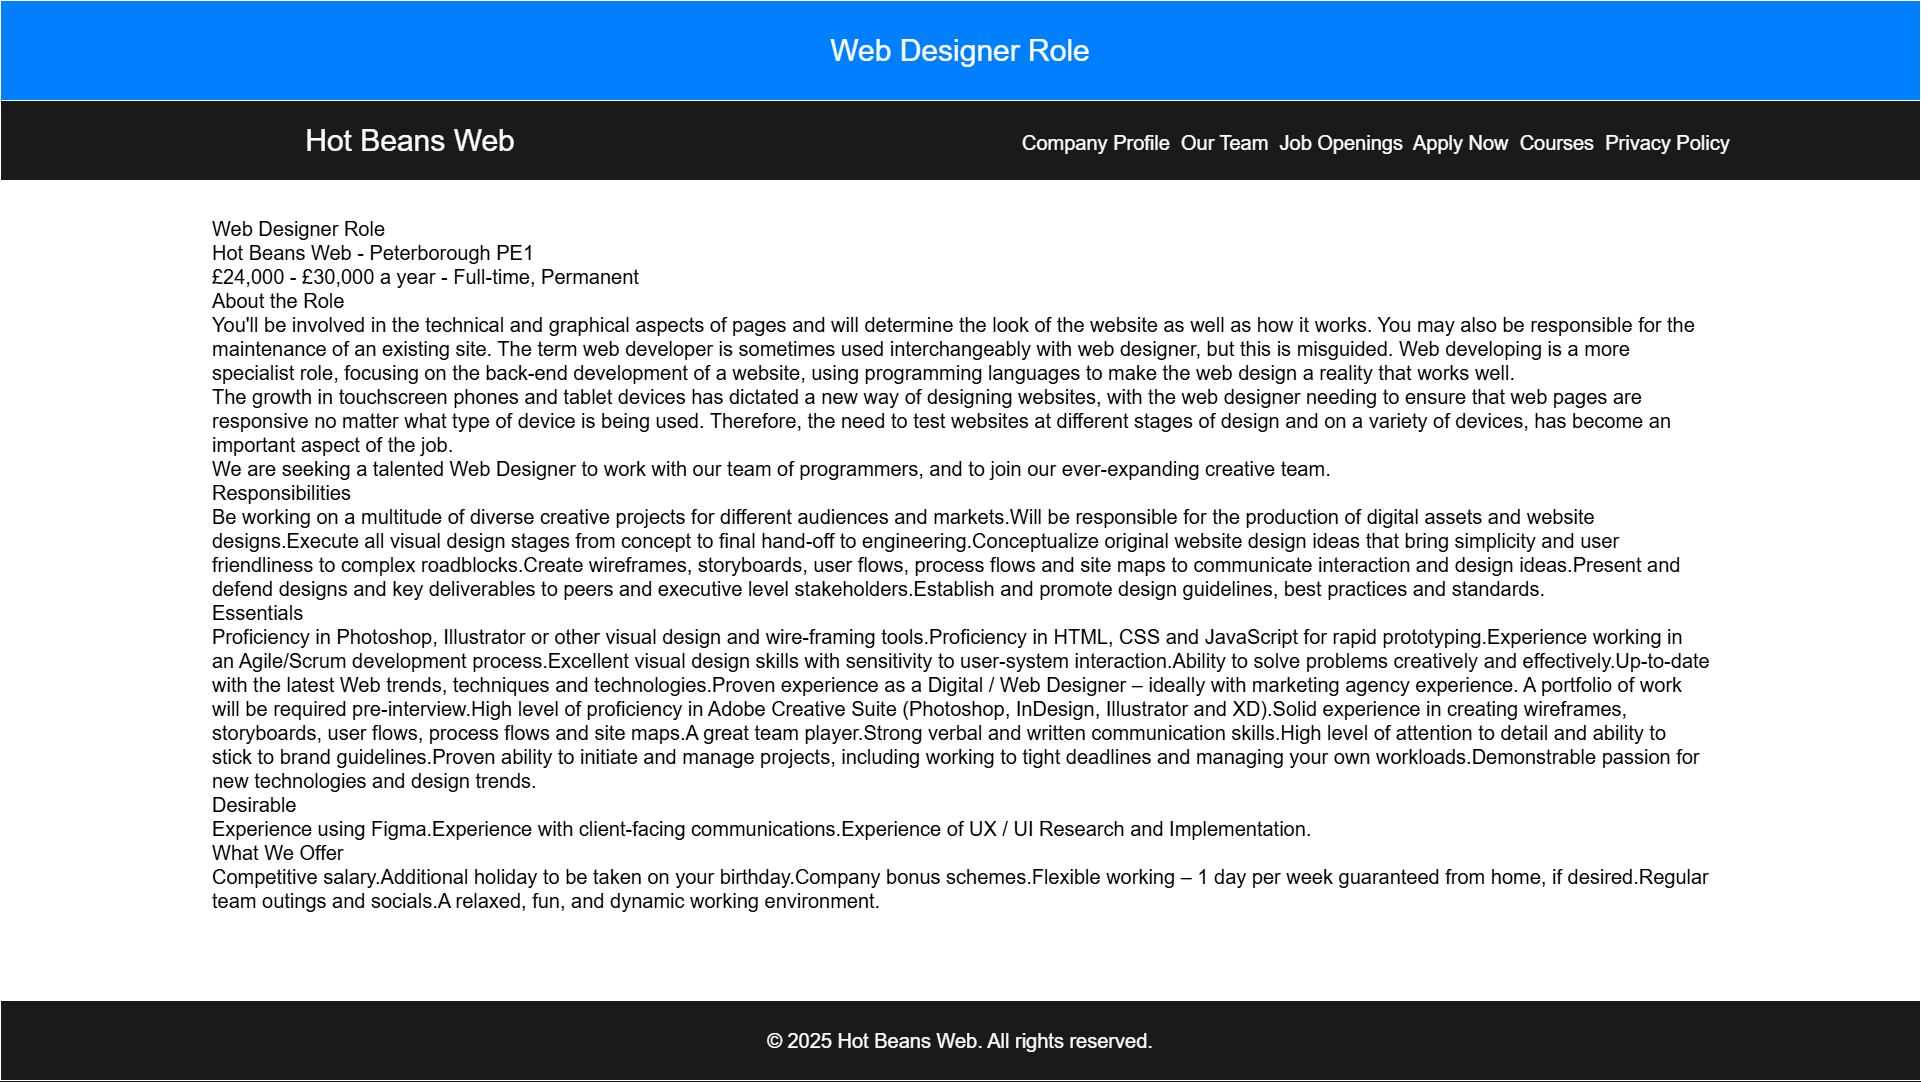 Web Designer Role
Hot Beans Web
Company Profile Our Team Job Openings Apply Now Courses Privacy Policy
Web Designer Role
Hot Beans Web - Peterborough PE1
£24,000 - £30,000 a year - Full-time, Permanent
About the Role
You'll be involved in the technical and graphical aspects of pages and will determine the look of the website as well as how it works. You may also be responsible for the
maintenance of an existing site. The term web developer is sometimes used interchangeably with web designer, but this is misguided. Web developing is a more
specialist role, focusing on the back-end development of a website, using programming languages to make the web design a reality that works well.
The growth in touchscreen phones and tablet devices has dictated a new way of designing websites, with the web designer needing to ensure that web pages are
responsive no matter what type of device is being used. Therefore, the need to test websites at different stages of design and on a variety of devices, has become an
important aspect of the job.
We are seeking a talented Web Designer to work with our team of programmers, and to join our ever-expanding creative team.
Responsibilities
Be working on a multitude of diverse creative projects for different audiences and markets.Will be responsible for the production of digital assets and website
designs.Execute all visual design stages from concept to final hand-off to engineering.Conceptualize original website design ideas that bring simplicity and user
friendliness to complex roadblocks.Create wireframes, storyboards, user flows, process flows and site maps to communicate interaction and design ideas.Present and
defend designs and key deliverables to peers and executive level stakeholders.Establish and promote design guidelines, best practices and standards.
Essentials
Proficiency in Photoshop, Illustrator or other visual design and wire-framing tools.Proficiency in HTML, CSS and JavaScript for rapid prototyping.Experience working in
an Agile/Scrum development process.Excellent visual design skills with sensitivity to user-system interaction.Ability to solve problems creatively and effectively.Up-to-date
with the latest Web trends, techniques and technologies.Proven experience as a Digital / Web Designer – ideally with marketing agency experience. A portfolio of work
will be required pre-interview.High level of proficiency in Adobe Creative Suite (Photoshop, InDesign, Illustrator and XD).Solid experience in creating wireframes,
storyboards, user flows, process flows and site maps.A great team player.Strong verbal and written communication skills.High level of attention to detail and ability to
stick to brand guidelines.Proven ability to initiate and manage projects, including working to tight deadlines and managing your own workloads.Demonstrable passion for
new technologies and design trends.
Desirable
Experience using Figma.Experience with client-facing communications.Experience of UX / UI Research and Implementation.
What We Offer
Competitive salary.Additional holiday to be taken on your birthday.Company bonus schemes.Flexible working – 1 day per week guaranteed from home, if desired.Regular
team outings and socials.A relaxed, fun, and dynamic working environment.
© 2025 Hot Beans Web. All rights reserved.